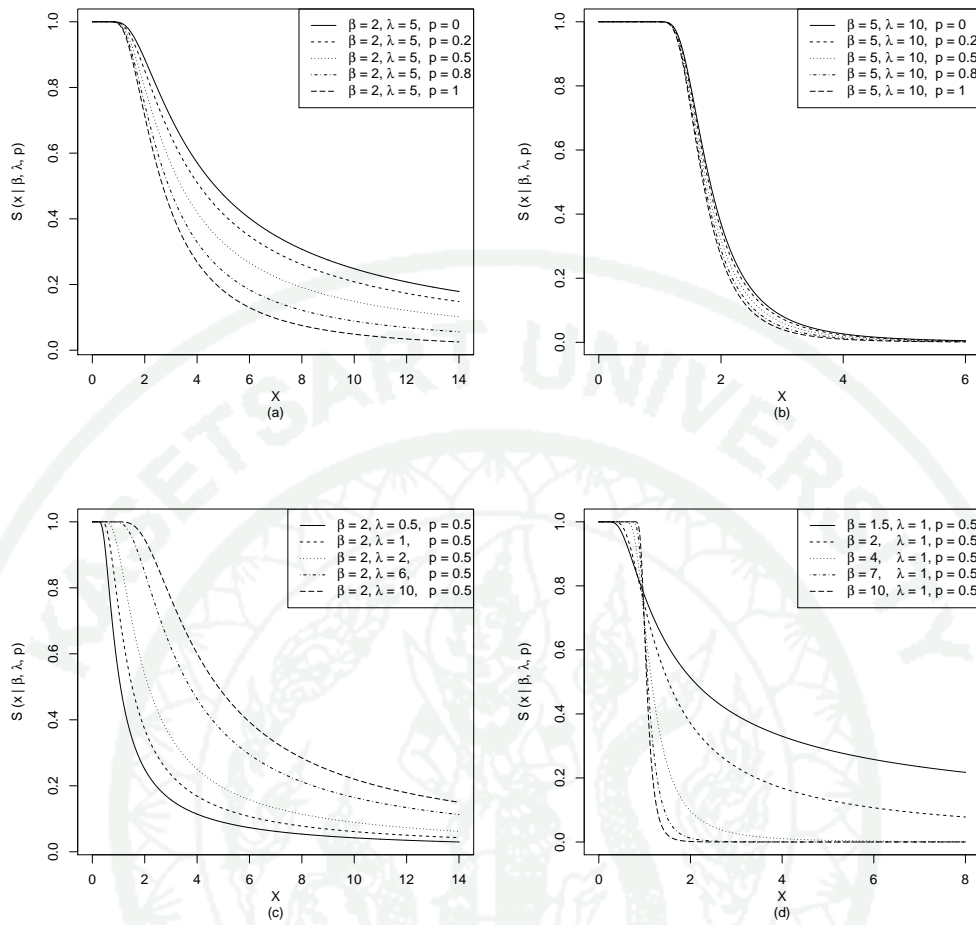 β = 2, λ = 5, p = 0
β = 2, λ = 5, p = 0.2
β = 2, λ = 5, p = 0.5
β = 2, λ = 5, p = 0.8
β = 2, λ = 5, p = 1
S (x | β, λ, p)
0.0 0.2 0.4 0.6 0.8 1.0
0 2 4 6 8 10 12 14
X
(a)
β = 5, λ = 10, p = 0
β = 5, λ = 10, p = 0.2
β = 5, λ = 10, p = 0.5
β = 5, λ = 10, p = 0.8
β = 5, λ = 10, p = 1
S (x | β, λ, p)
0.0 0.2 0.4 0.6 0.8 1.0
0 2 4 6
X
(b)
KASETSART UNIVERSITY
β = 2, λ = 0.5, p = 0.5
β = 2, λ = 1, p = 0.5
β = 2, λ = 2, p = 0.5
β = 2, λ = 6, p = 0.5
β = 2, λ = 10, p = 0.5
S (x | β, λ, p)
0.0 0.2 0.4 0.6 0.8 1.0
0 2 4 6 8 10 12 14
X
(c)
β = 1.5, λ = 1, p = 0.5
β = 2, λ = 1, p = 0.5
β = 4, λ = 1, p = 0.5
β = 7, λ = 1, p = 0.5
β = 10, λ = 1, p = 0.5
S (x | β, λ, p)
0.0 0.2 0.4 0.6 0.8 1.0
0 2 4 6 8
X
(d)